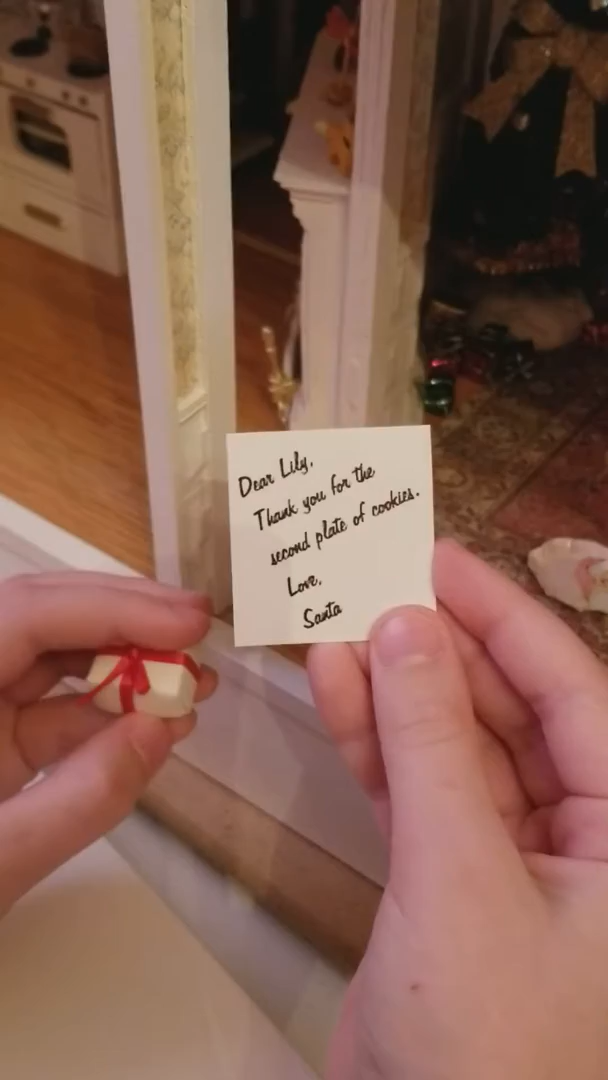 Dear Lily,
Thank you for the
second plate of cookies.
Love,
Santa